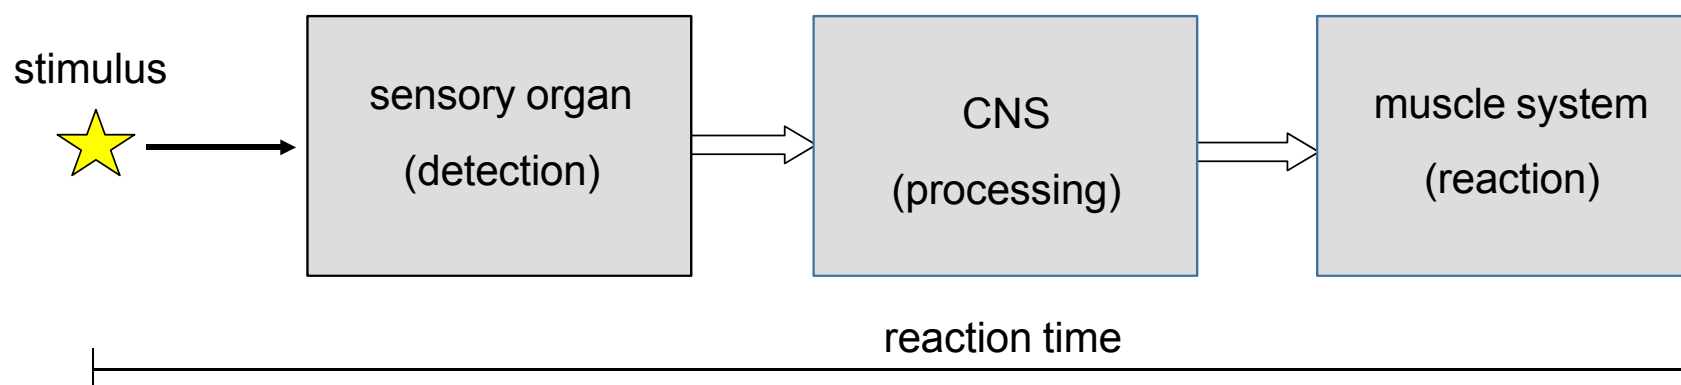 stimulus
sensory organ
(detection)
CNS
(processing)
muscle system
(reaction)
reaction time